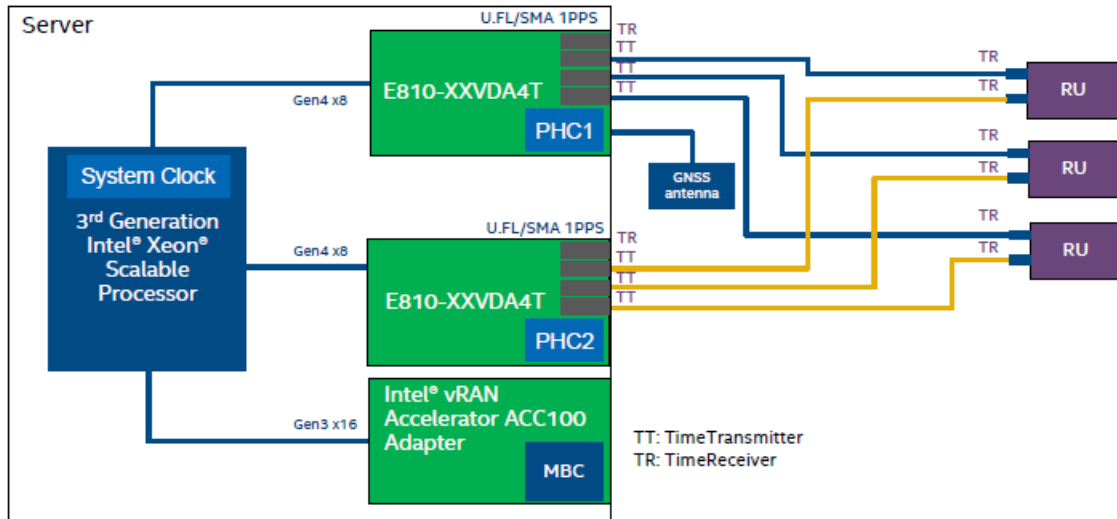 Server
U.FL/SMA 1PPS
E810-XXVDA4T
PHC1
Gen4 x8
TR
TT
TT
TT
GNSS
antenna
System Clock
3rd Generation
Intel® Xeon®
Scalable
Processor
U.FL/SMA 1PPS
Gen4 x8
E810-XXVDA4T
PHC2
TR
TT
TT
TT
Gen3 x16
Intel® vRAN
Accelerator ACC100
Adapter
MBC
TR
TR
RU
TR
TR
RU
TR
TR
RU
TT: TimeTransmitter
TR: TimeReceiver